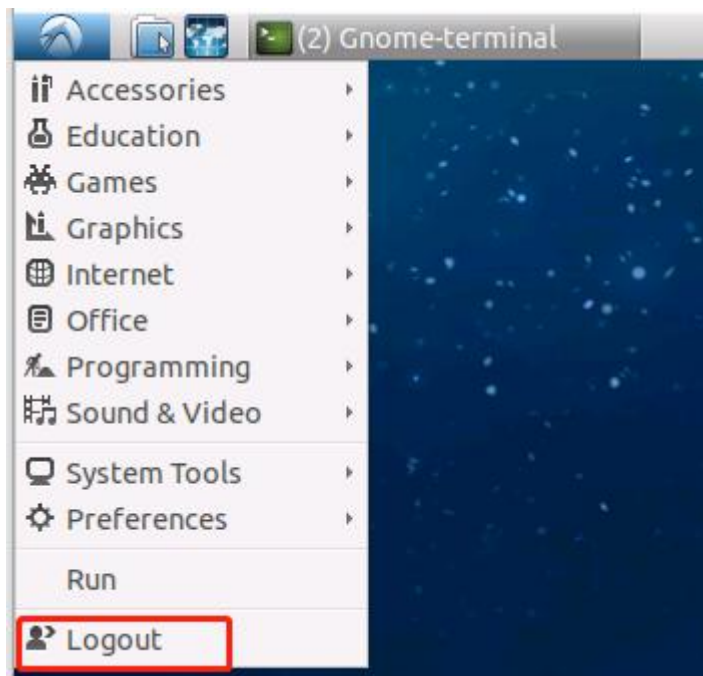 (2) Gnome-terminal
Accessories
Education
Games
Graphics
Internet
Office
Programming
Sound & Video
System Tools
Preferences
Run
Logout